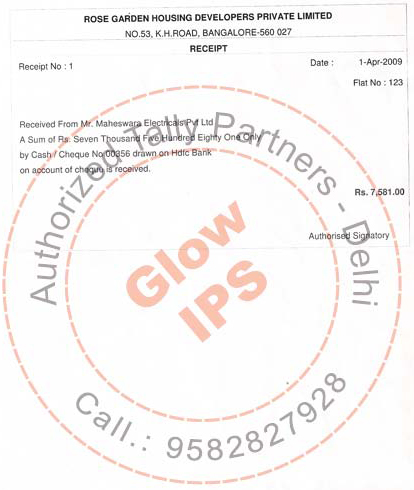 ROSE GARDEN HOUSING DEVELOPERS PRIVATE LIMITED
NO.53, K.H.ROAD, BANGALORE-560 027
RECEIPT
Receipt No : 1
Date : 1-Apr-2009
Flat No : 123
Received From Mr. Maheswara Electricals Pvt Ltd
A Sum of Rs. Seven Thousand Five Hundred Eighty One Only
by Cash / Cheque No 00356 drawn on Hdfc Bank
on account of cheque is received.
Rs. 7,581.00
Authorised Signatory
Authorized Tally Partners - Delhi
Glow
IPS
Call.: 9582827928